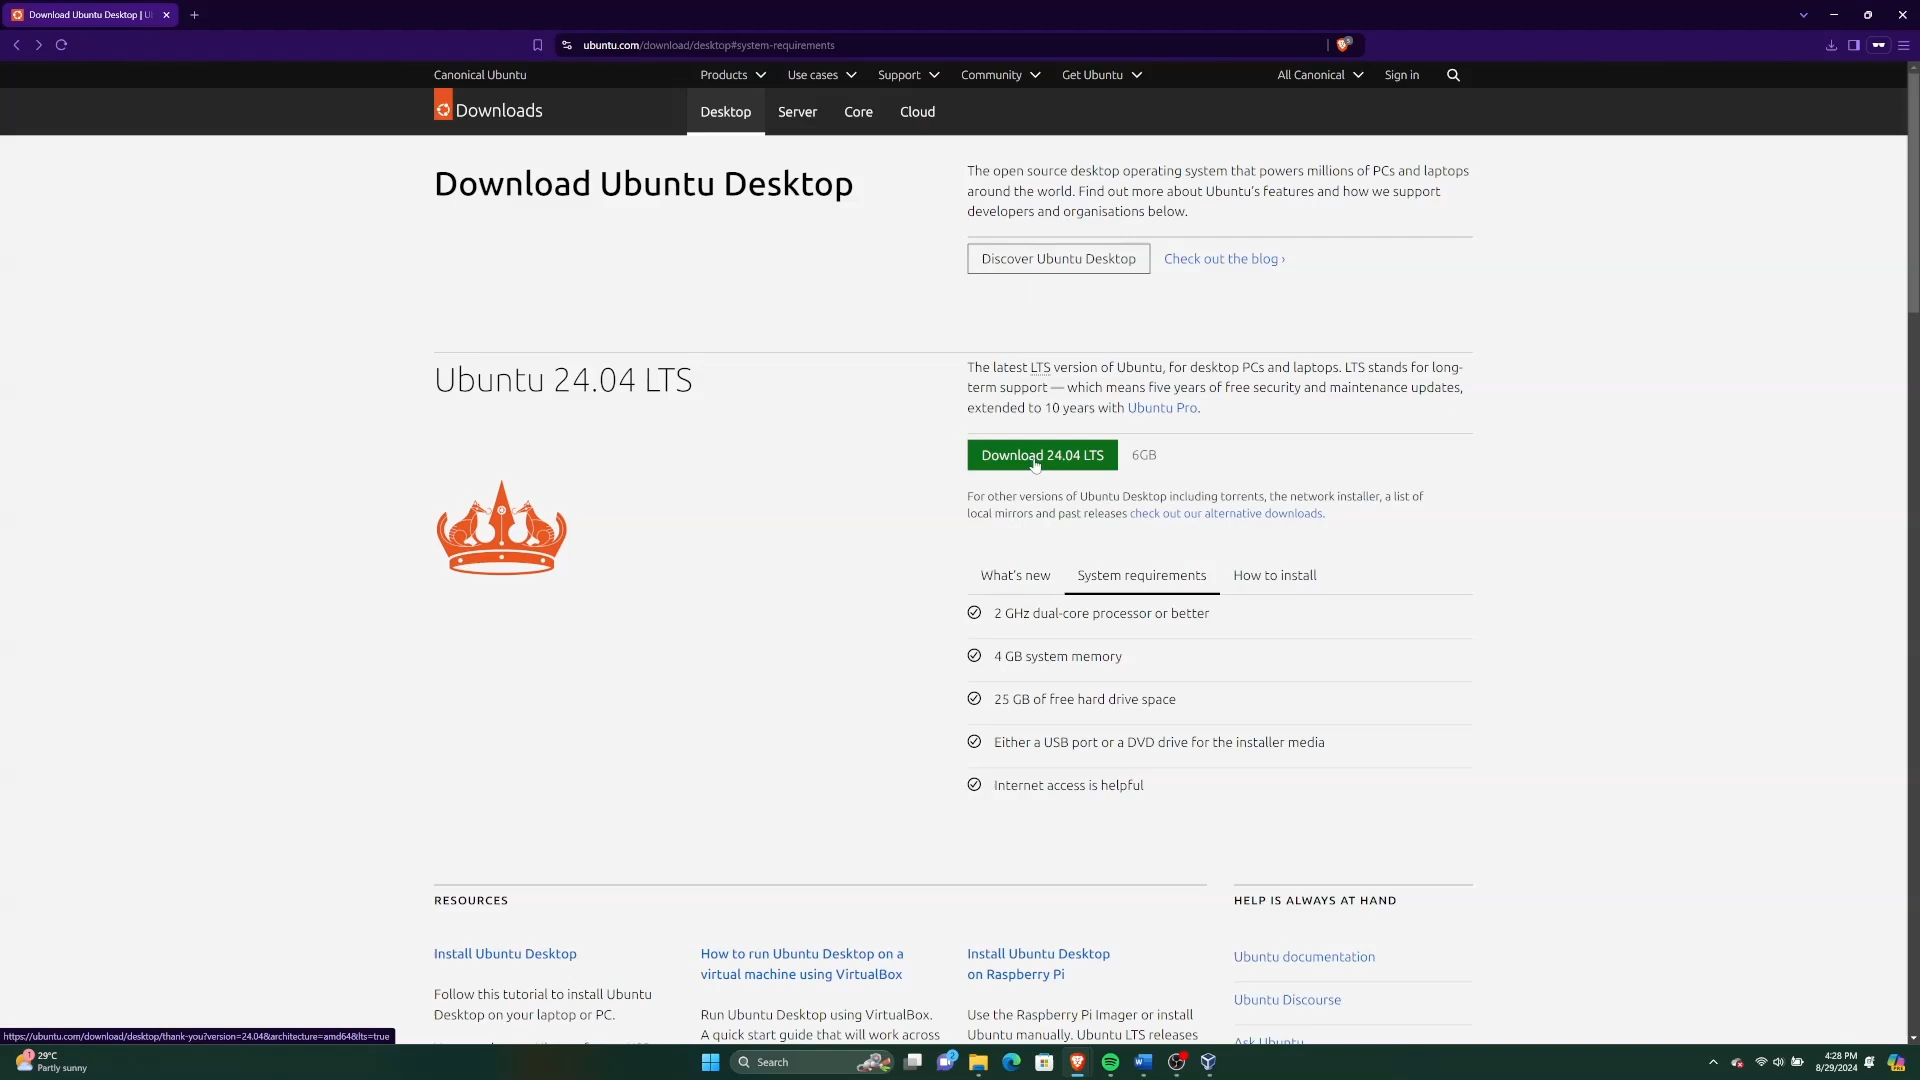 Download Ubuntu Desktop | U
ubuntu.com/download/desktop#system-requirements
Canonical Ubuntu
Products
Use cases
Support
Community
Get Ubuntu
All Canonical
Sign in
Downloads
Desktop
Server
Core
Cloud
Download Ubuntu Desktop
The open source desktop operating system that powers millions of PCs and laptops
around the world. Find out more about Ubuntu's features and how we support
developers and organisations below.
Discover Ubuntu Desktop
Check out the blog ›
Ubuntu 24.04 LTS
The latest LTS version of Ubuntu, for desktop PCs and laptops. LTS stands for long-
term support — which means five years of free security and maintenance updates,
extended to 10 years with Ubuntu Pro.
Download 24.04 LTS
6GB
For other versions of Ubuntu Desktop including torrents, the network installer, a list of
local mirrors and past releases check out our alternative downloads.
What's new
System requirements
How to install
2 GHz dual-core processor or better
4 GB system memory
25 GB of free hard drive space
Either a USB port or a DVD drive for the installer media
Internet access is helpful
RESOURCES
HELP IS ALWAYS AT HAND
Install Ubuntu Desktop
Follow this tutorial to install Ubuntu
Desktop on your laptop or PC.
How to run Ubuntu Desktop on a
virtual machine using VirtualBox
Run Ubuntu Desktop using VirtualBox.
A quick start guide that will work across
Install Ubuntu Desktop
on Raspberry Pi
Use the Raspberry Pi Imager or install
Ubuntu manually. Ubuntu LTS releases
Ubuntu documentation
Ubuntu Discourse
Ask Ubuntu
https://ubuntu.com/download/desktop/thank-you?version=24.04&architecture=amd64&lts=true
1
29°C
Partly sunny
Search
2
4:28 PM
8/29/2024